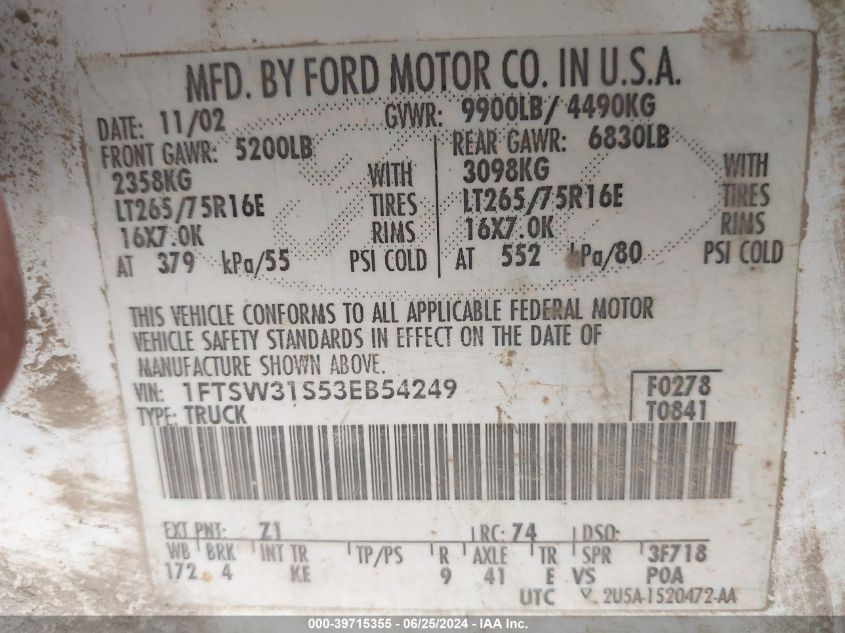 MFD. BY FORD MOTOR CO. IN U.S.A.
DATE: 11/02 GVWR: 9900LB/ 4490KG
FRONT GAWR: 5200LB REAR GAWR: 6830LB
2358KG WITH 3098KG WITH
LT265/75R16E TIRES LT265/75R16E TIRES
16X7.0K RIMS 16X7.0K RIMS
AT 379 kPa/55 PSI COLD AT 552 kPa/80 PSI COLD
THIS VEHICLE CONFORMS TO ALL APPLICABLE FEDERAL MOTOR
VEHICLE SAFETY STANDARDS IN EFFECT ON THE DATE OF
MANUFACTURE SHOWN ABOVE.
VIN: 1FTSW31S53EB54249 F0278
TYPE: TRUCK T0841
EXT PNT: Z1 RC: 74 DSO:
WB BRK INT TR TP/PS R AXLE TR SPR 3F718
172. 4 KE 9 41 E VS POA
UTC 2U5A-1520472-AA
000-39715355 - 06/25/2024 - IAAI.COM